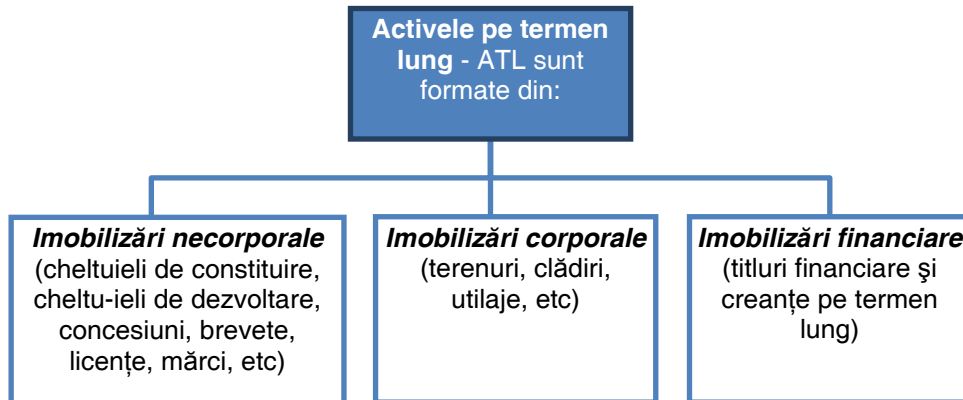 Activele pe termen
lung - ATL sunt
formate din:
Imobilizări necorporale
(cheltuieli de constituire,
cheltu-ieli de dezvoltare,
concesiuni, brevete,
licențe, mărci, etc)
Imobilizări corporale
(terenuri, clădiri,
utilaje, etc)
Imobilizări financiare
(titluri financiare şi
creanțe pe termen
lung)